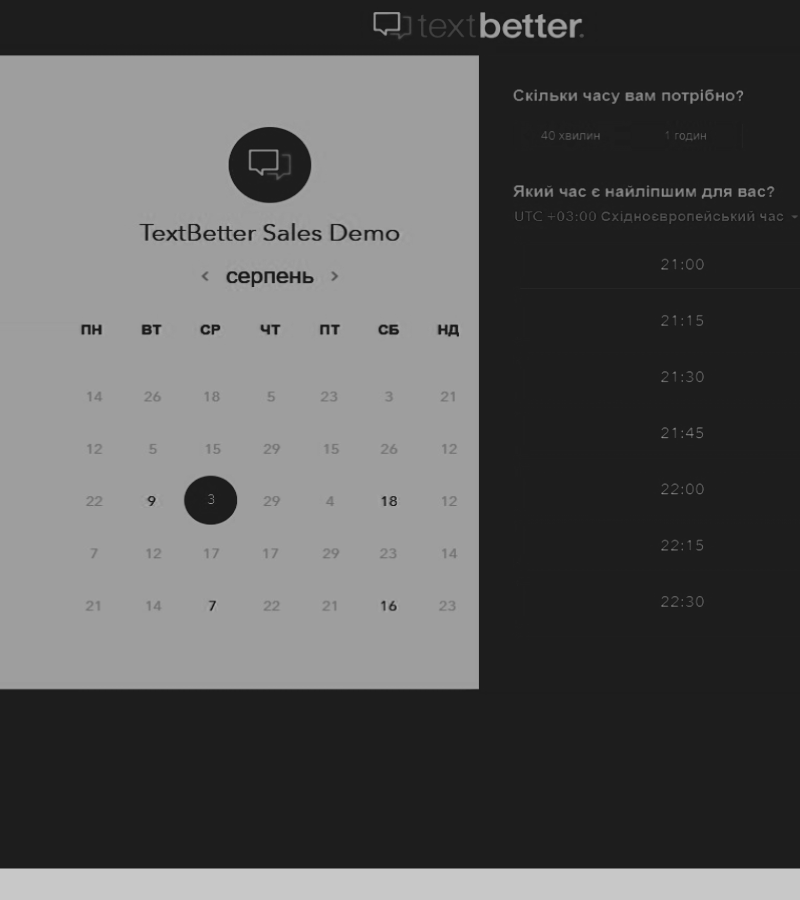 textbetter.
TextBetter Sales Demo
< серпень >
ПН ВТ СР ЧТ ПТ СБ НД
14 26 18 5 23 3 21
12 5 15 29 15 26 12
22 9 3 29 4 18 12
7 12 17 17 29 23 14
21 14 7 22 21 16 23
Скільки часу вам потрібно?
40 хвилин 1 годин
Який час є найліпшим для вас?
UTC +03:00 Східноєвропейський час
21:00
21:15
21:30
21:45
22:00
22:15
22:30